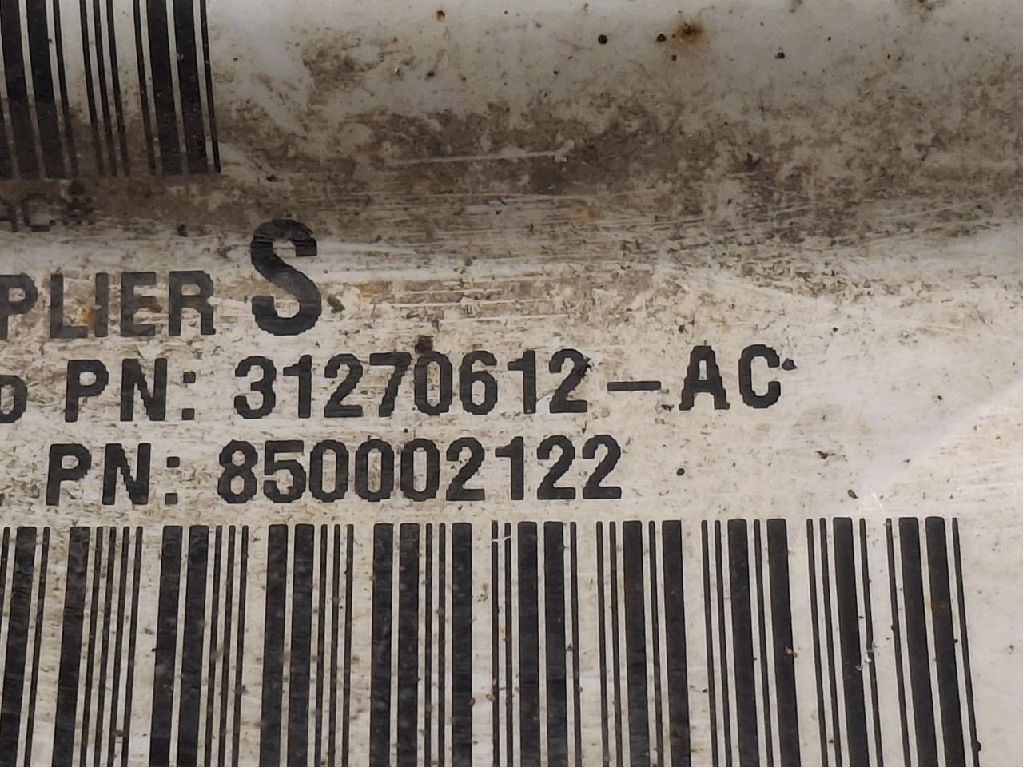 PLIER S
D PN: 31270612-AC
PN: 850002122